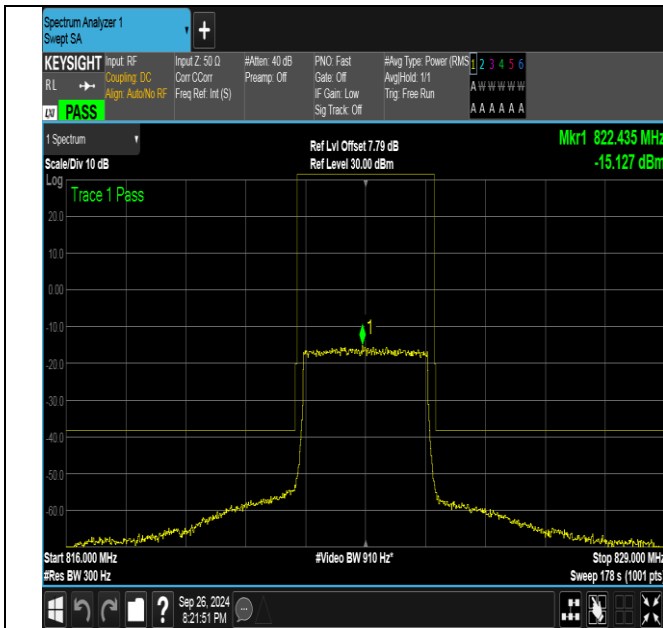 Spectrum Analyzer 1
Swept SA
+
KEYSIGHT Input: RF Input Z: 50 Ω #Atten: 40 dB PNO: Fast #Avg Type: Power (RMS 1 2 3 4 5 6
RL Coupling: DC Corr CCorr Preamp: Off Gate: Off Avg|Hold: 1/1 A W W W W W
Align: Auto/No RF Freq Ref: Int (S) IF Gain: Low Trig: Free Run
LXI PASS Sig Track: Off A A A A A A
1 Spectrum Ref Lvl Offset 7.79 dB Mkr1 822.435 MHz
Scale/Div 10 dB Ref Level 30.00 dBm -15.127 dBm
Log
Trace 1 Pass
20.0
10.0
0.00
-10.0
1
-20.0
-30.0
-40.0
-50.0
-60.0
Start 816.000 MHz #Video BW 910 Hz* Stop 829.000 MHz
#Res BW 300 Hz Sweep 178 s (1001 pts)
? Sep 26, 2024
8:21:51 PM